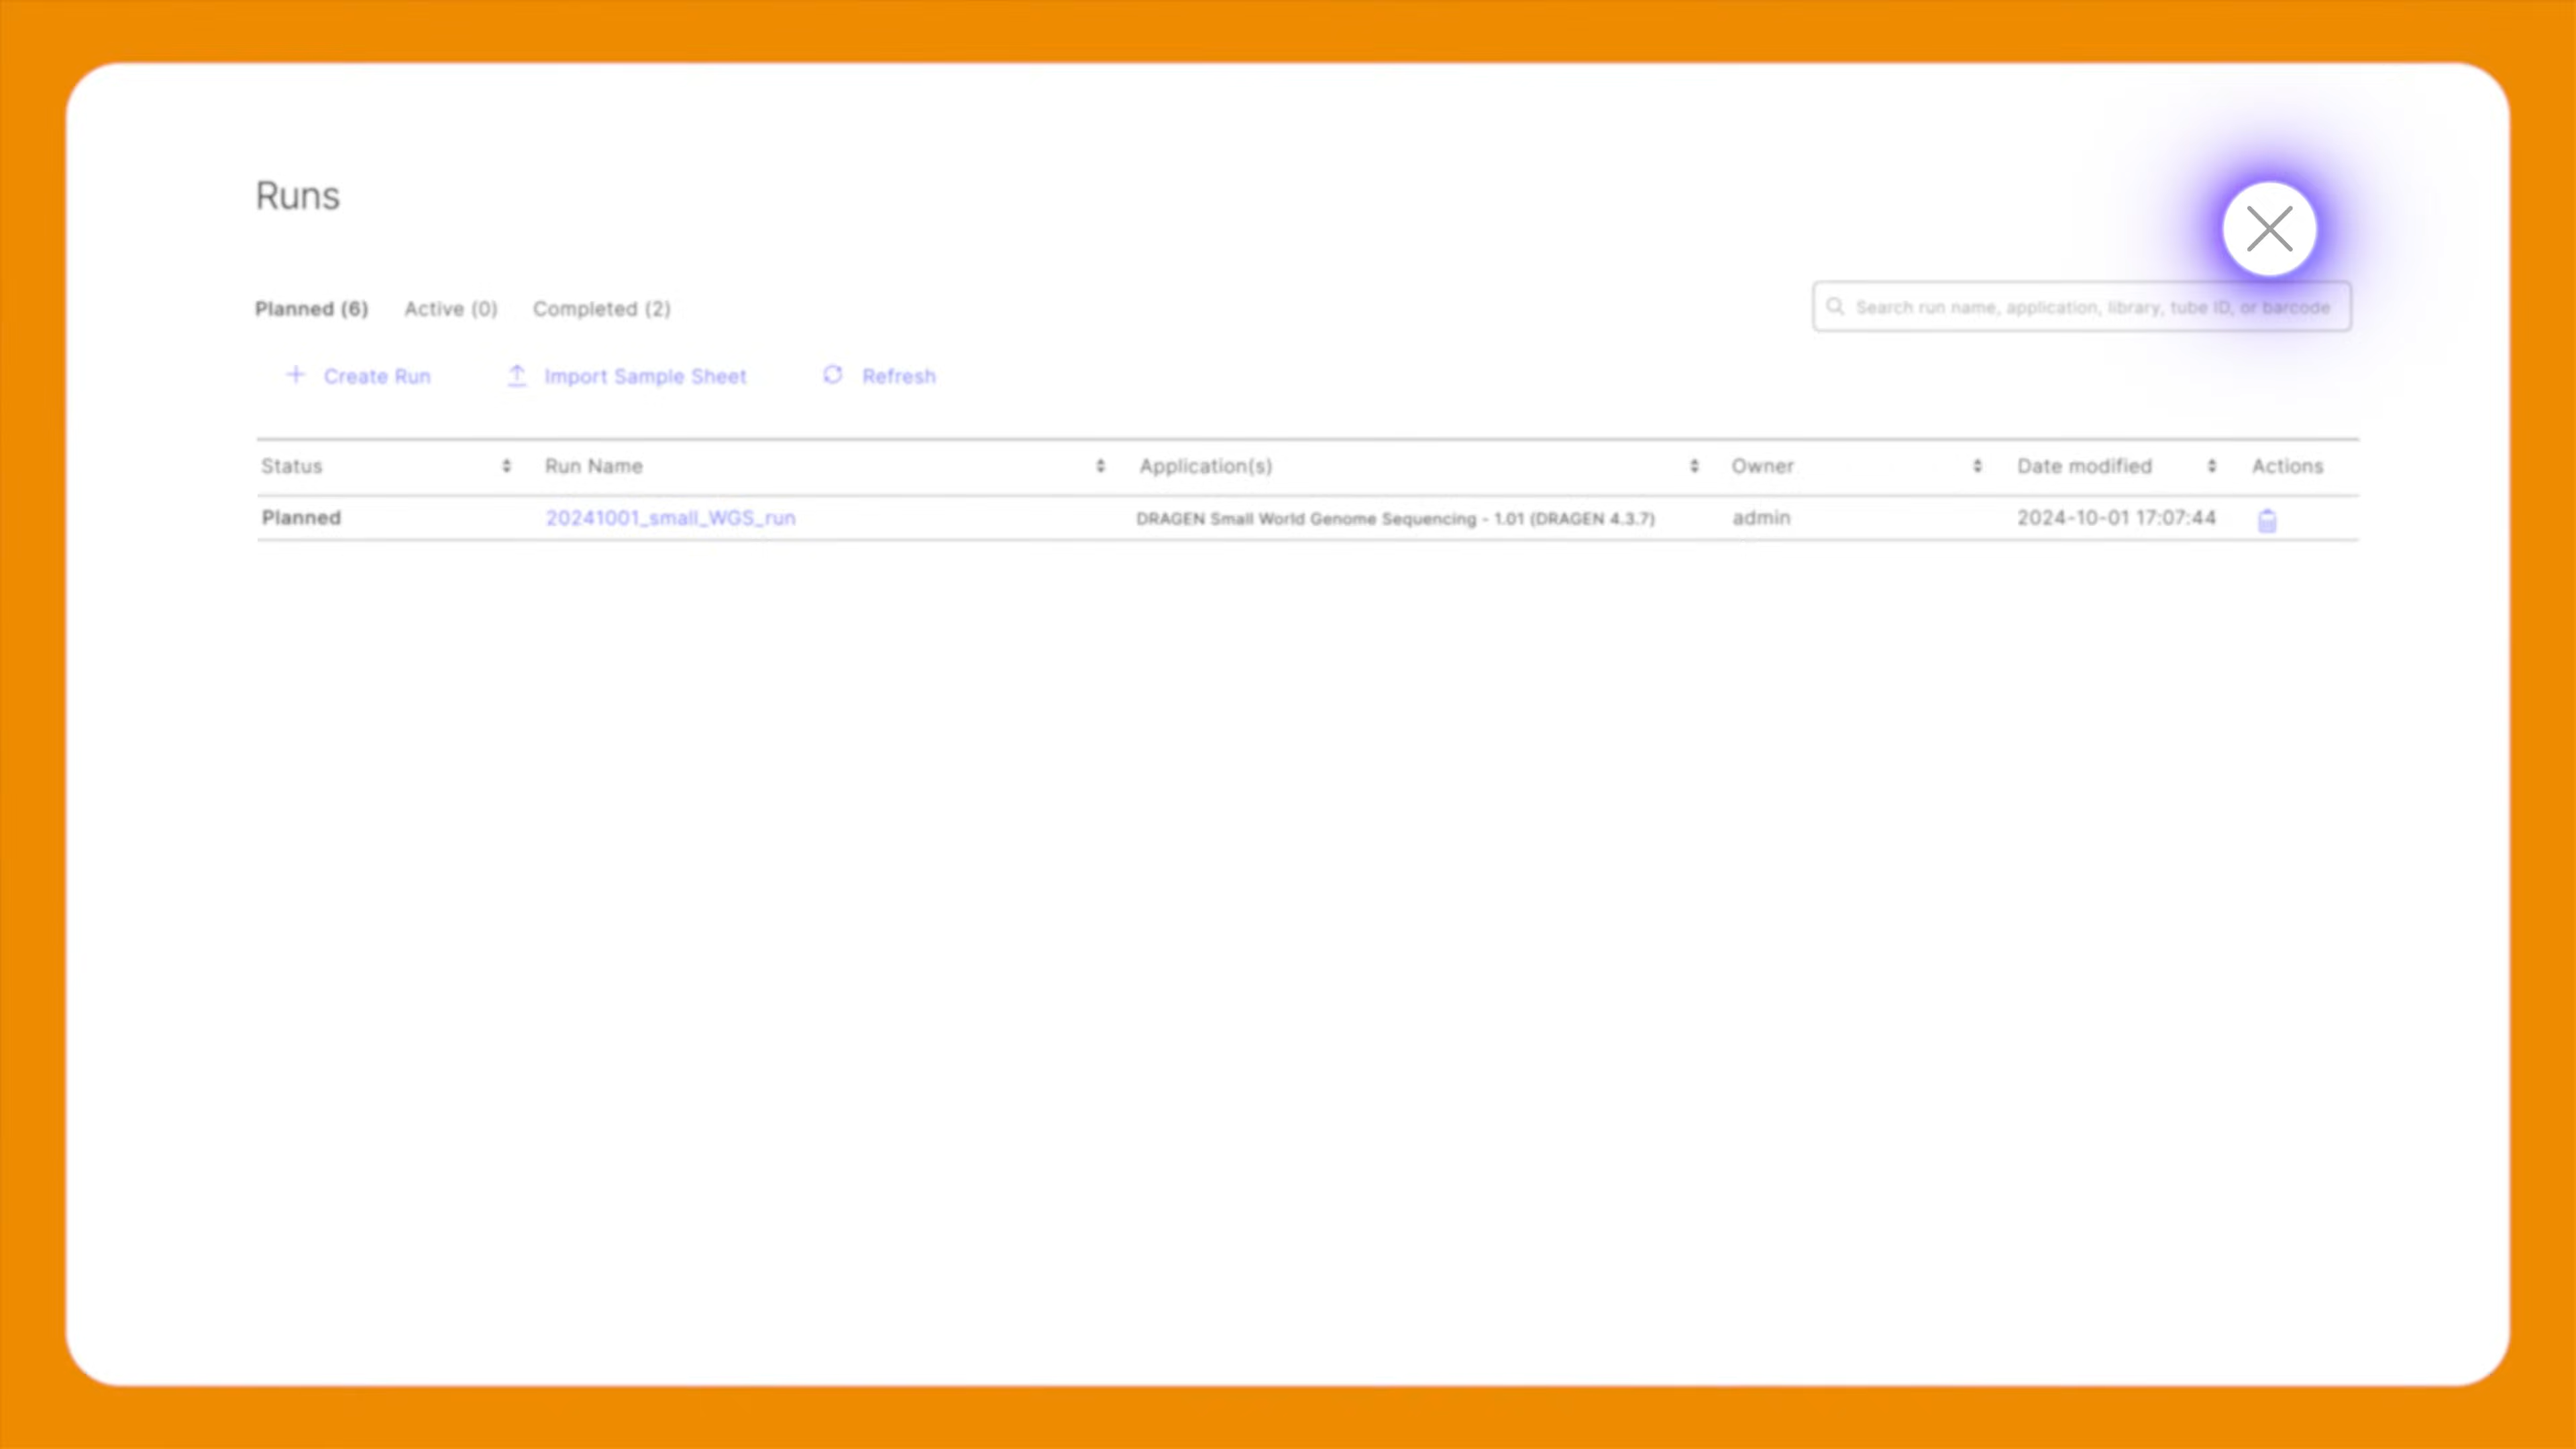 Runs
Planned (6) Active (0) Completed (2)
Search run name, application, library, tube ID, or barcode
Create Run Import Sample Sheet Refresh
Status Run Name Application(s) Owner Date modified Actions
Planned 20241001_small_WGS_run DRAGEN Small World Genome Sequencing - 1.01 (DRAGEN 4.3.7) admin 2024-10-01 17:07:44